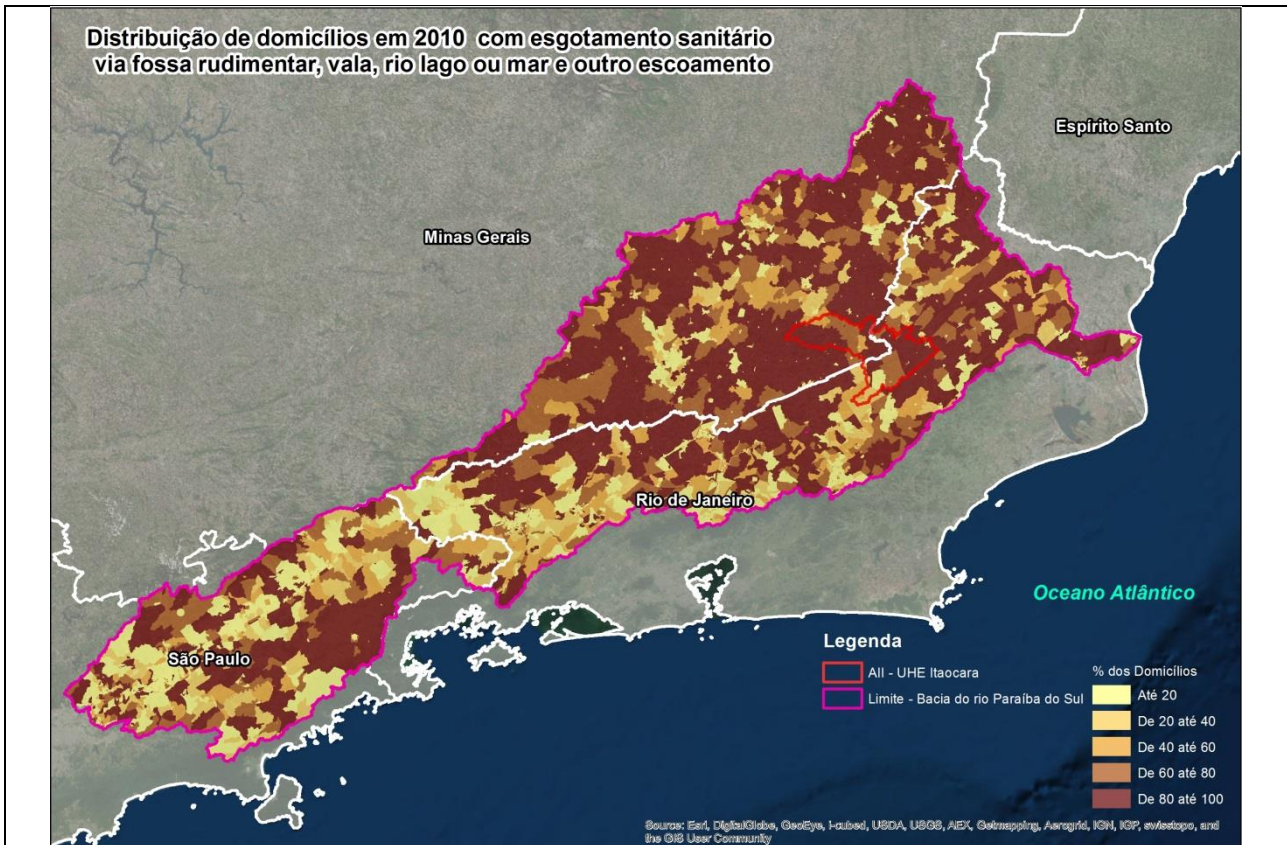 Distribuição de domicílios em 2010 com esgotamento sanitário
via fossa rudimentar, vala, rio lago ou mar e outro escoamento
Espírito Santo
Minas Gerais
Rio de Janeiro
São Paulo
Oceano Atlântico
Legenda
AII - UHE Itaocara
Limite - Bacia do rio Paraíba do Sul
% dos Domicílios
Até 20
De 20 até 40
De 40 até 60
De 60 até 80
De 80 até 100
Source: Esri, DigitalGlobe, GeoEye, i-cubed, USDA, USGS, AEX, Getmapping, Aerogrid, IGN, IGP, swisstopo, and
the GIS User Community